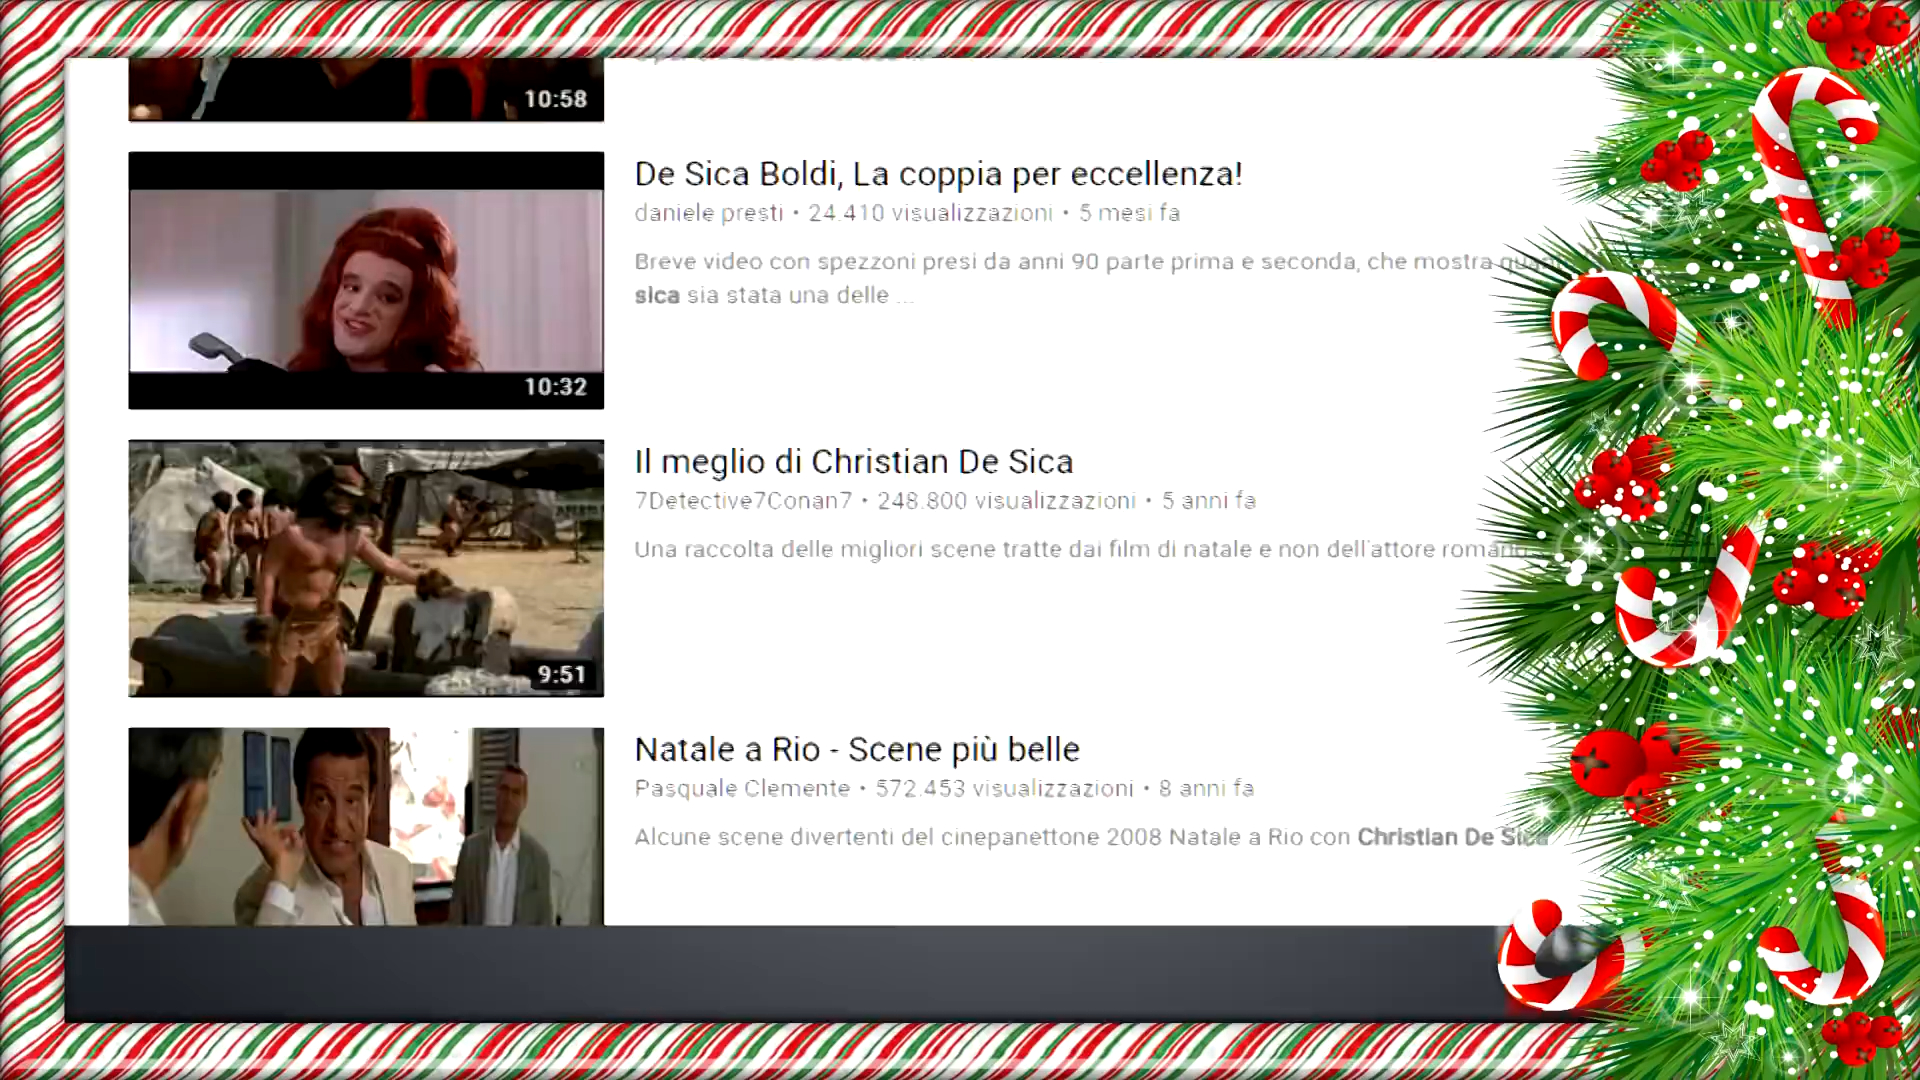 10:58
De Sica Boldi, La coppia per eccellenza!
daniele presti • 24.410 visualizzazioni • 5 mesi fa
Breve video con spezzoni presi da anni 90 parte prima e seconda, che mostra
sica sia stata una delle ...
10:32
Il meglio di Christian De Sica
7Detective7Conan7 • 248.800 visualizzazioni • 5 anni fa
Una raccolta delle migliori scene tratte dai film di natale e non dell'attore romano
9:51
Natale a Rio - Scene più belle
Pasquale Clemente • 572.453 visualizzazioni • 8 anni fa
Alcune scene divertenti del cinepanettone 2008 Natale a Rio con Christian De Sica